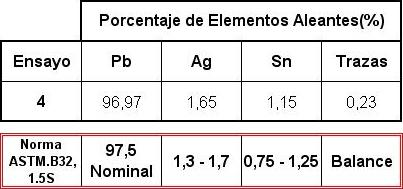 Porcentaje de Elementos Aleantes(%)
Ensayo Pb Ag Sn Trazas
4 96,97 1,65 1,15 0,23
Norma
ASTM.B32,
1.5S
97,5
Nominal
1,3 - 1,7
0,75 - 1,25
Balance